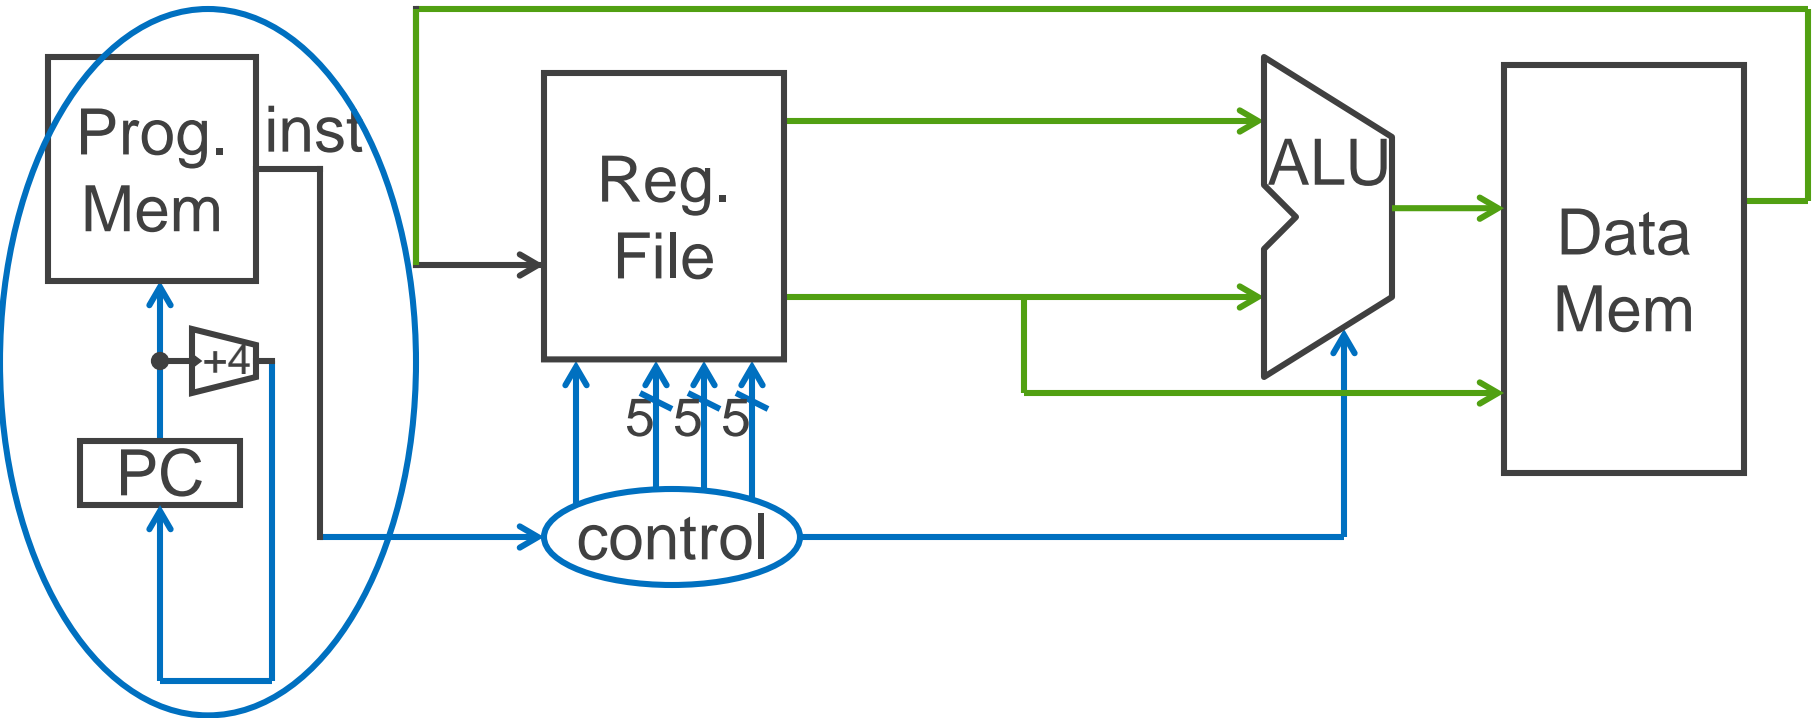 Prog.
Mem
inst
+4
PC
Reg.
File
5 5 5
control
ALU
Data
Mem